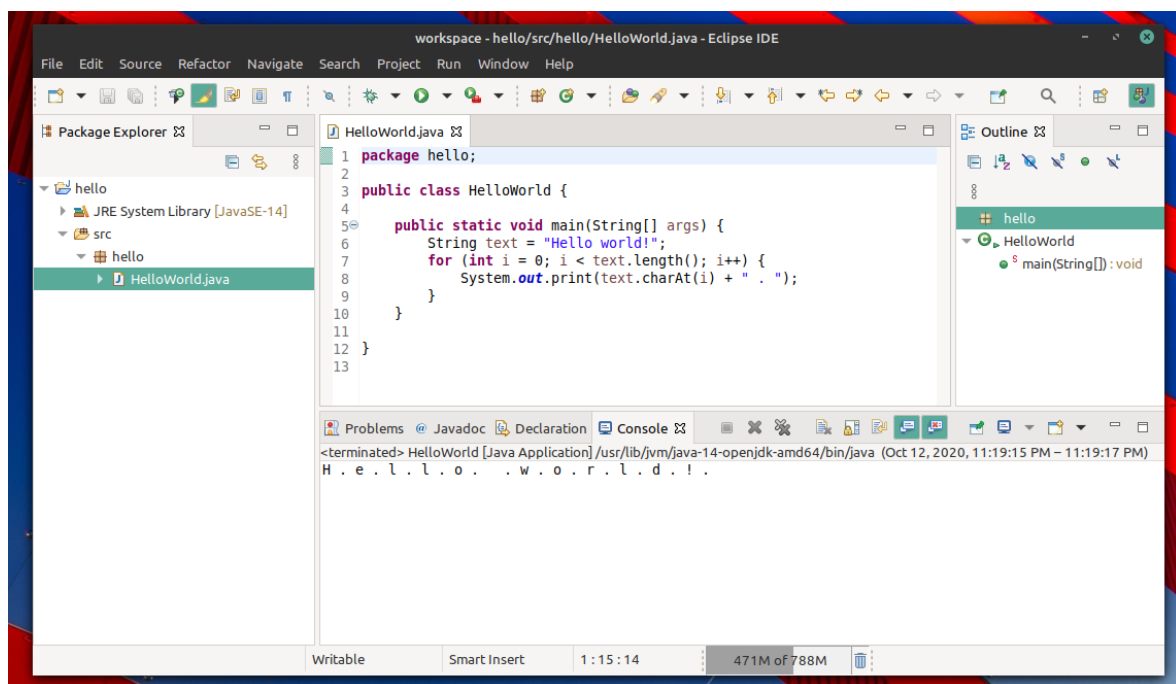 workspace - hello/src/hello/HelloWorld.java - Eclipse IDE
File Edit Source Refactor Navigate Search Project Run Window Help
Package Explorer
hello
JRE System Library [JavaSE-14]
src
hello
HelloWorld.java
HelloWorld.java
1 package hello;
2
3 public class HelloWorld {
4
5 public static void main(String[] args) {
6 String text = "Hello world!";
7 for (int i = 0; i < text.length(); i++) {
8 System.out.print(text.charAt(i) + " . ");
9 }
10 }
11
12 }
13
Outline
hello
HelloWorld
main(String[]) : void
Problems @ Javadoc Declaration Console
<terminated> HelloWorld [Java Application] /usr/lib/jvm/java-14-openjdk-amd64/bin/java (Oct 12, 2020, 11:19:15 PM – 11:19:17 PM)
H . e . l . l . o .   . w . o . r . l . d . ! .
Writable Smart Insert 1 : 15 : 14 471M of 788M